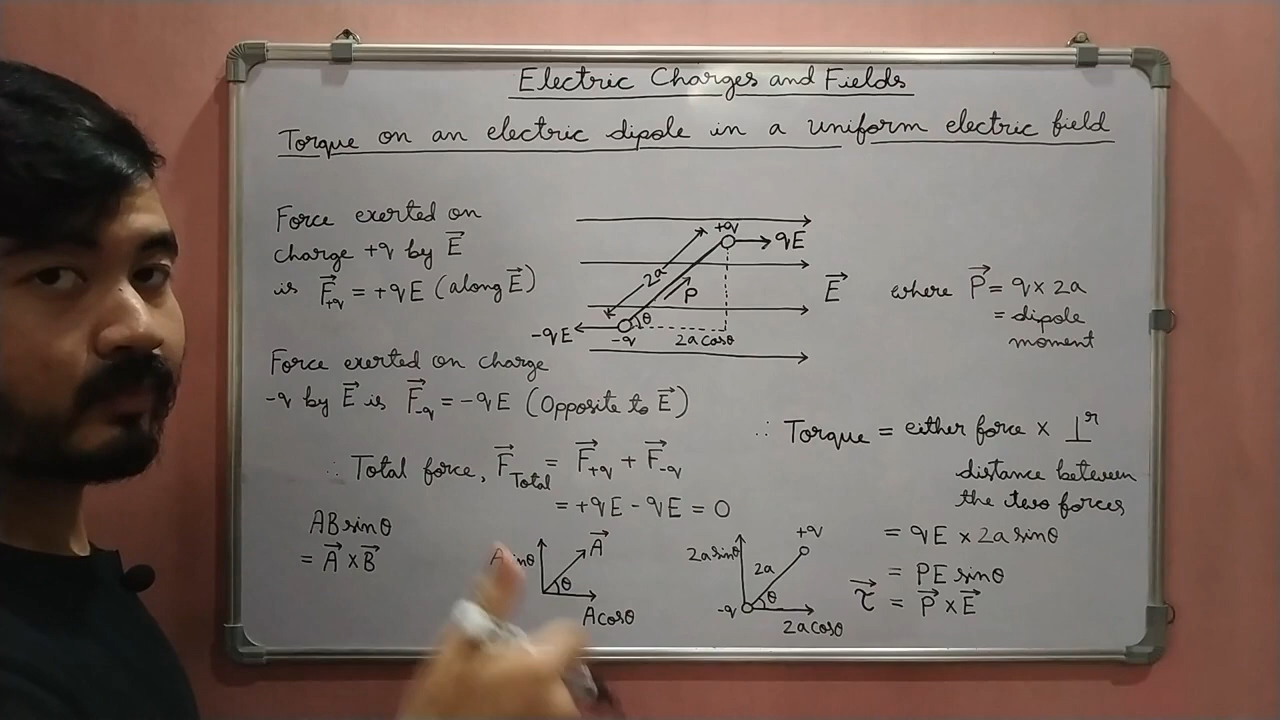 Electric Charges and Fields
Torque on an electric dipole in a uniform electric field
Force exerted on
charge +q by E⃗
is F⃗+q = +qE (along E⃗)
Force exerted on charge
-q by E⃗ is F⃗-q = -qE (Opposite to E⃗)
∴ Total force, F⃗Total = F⃗+q + F⃗-q
= +qE - qE = 0
+q
qE
2a
P
θ
-qE
-q
2a cosθ
E⃗
where P⃗ = q × 2a
= dipole
moment
∴ Torque = either force × ⊥r
distance between
the two forces
= qE × 2a sinθ
= PE sinθ
τ⃗ = P⃗ × E⃗
AB sinθ
= A⃗ × B⃗
A⃗
θ
A cosθ
2a sinθ
+q
2a
-q
θ
2a cosθ